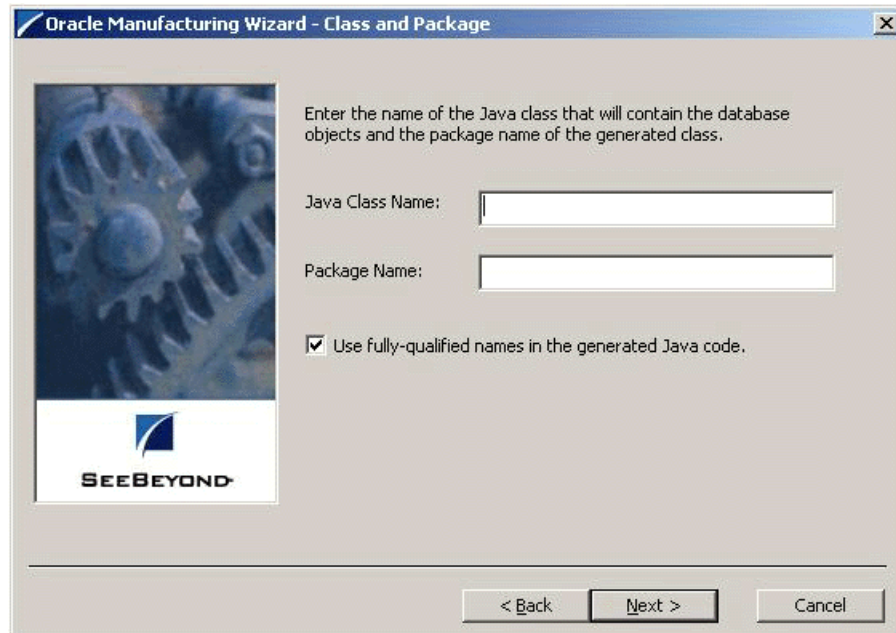 Oracle Manufacturing Wizard - Class and Package
Enter the name of the Java class that will contain the database
objects and the package name of the generated class.
Java Class Name:
Package Name:
Use fully-qualified names in the generated Java code.
SEEBEYOND
< Back
Next >
Cancel